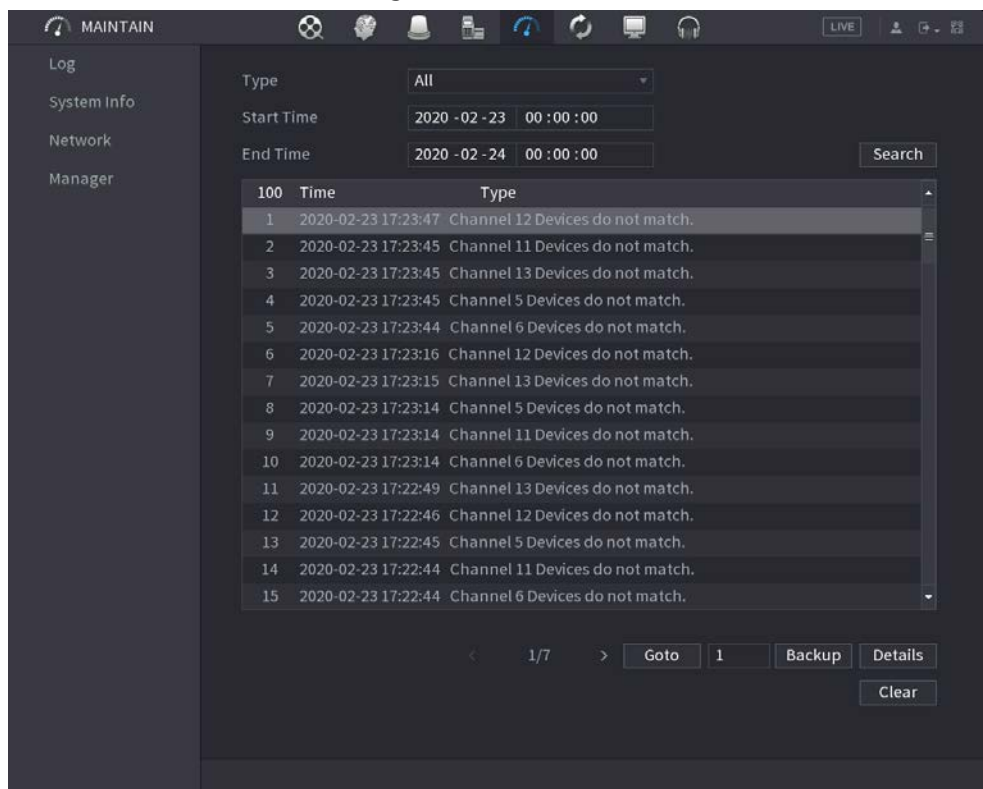 MAINTAIN LIVE
Log
System Info
Network
Manager
Type All
Start Time 2020 -02 -23 00 :00 :00
End Time 2020 -02 -24 00 :00 :00 Search
100 Time Type
1 2020-02-23 17:23:47 Channel 12 Devices do not match.
2 2020-02-23 17:23:45 Channel 11 Devices do not match.
3 2020-02-23 17:23:45 Channel 13 Devices do not match.
4 2020-02-23 17:23:45 Channel 5 Devices do not match.
5 2020-02-23 17:23:44 Channel 6 Devices do not match.
6 2020-02-23 17:23:16 Channel 12 Devices do not match.
7 2020-02-23 17:23:15 Channel 13 Devices do not match.
8 2020-02-23 17:23:14 Channel 5 Devices do not match.
9 2020-02-23 17:23:14 Channel 11 Devices do not match.
10 2020-02-23 17:23:14 Channel 6 Devices do not match.
11 2020-02-23 17:22:49 Channel 13 Devices do not match.
12 2020-02-23 17:22:46 Channel 12 Devices do not match.
13 2020-02-23 17:22:45 Channel 5 Devices do not match.
14 2020-02-23 17:22:44 Channel 11 Devices do not match.
15 2020-02-23 17:22:44 Channel 6 Devices do not match.
< 1/7 > Goto 1 Backup Details
Clear